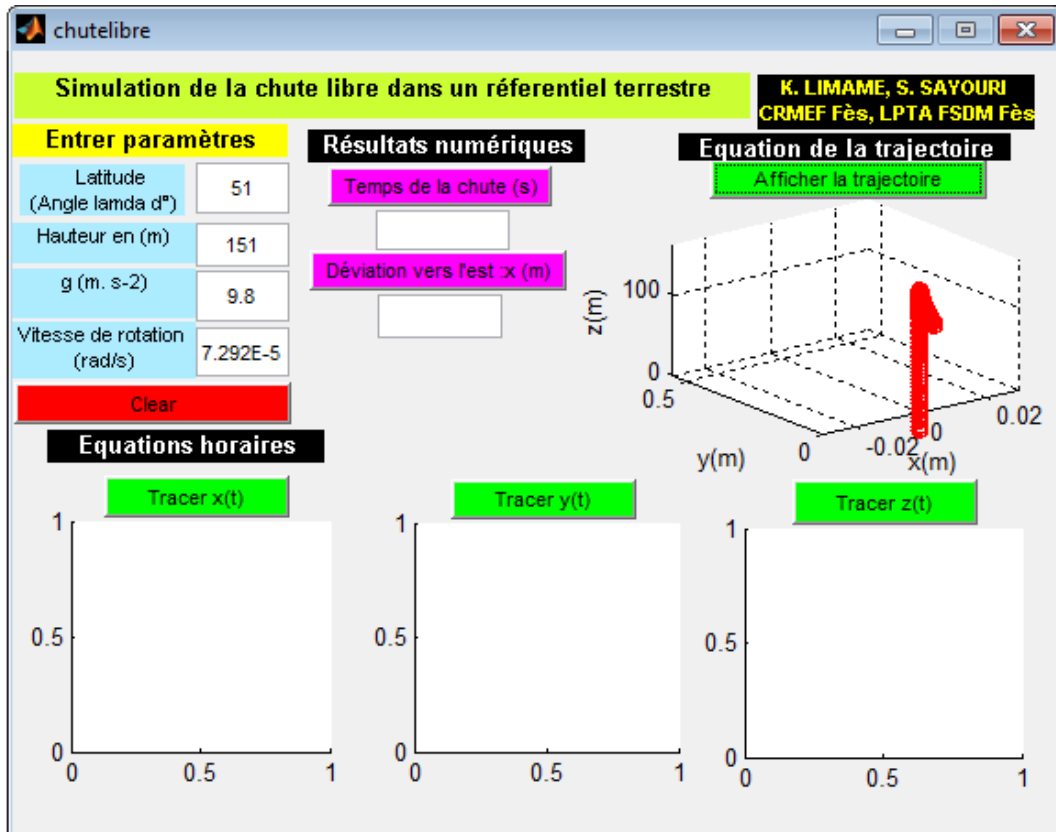 chutelibre
Simulation de la chute libre dans un réferentiel terrestre
K. LIMAME, S. SAYOURI
CRMEF Fès, LPTA FSDM Fès
Entrer paramètres
Latitude
(Angle lamda d°)
51
Hauteur en (m)
151
g (m. s-2)
9.8
Vitesse de rotation
(rad/s)
7.292E-5
Clear
Résultats numériques
Temps de la chute (s)
Déviation vers l'est :x (m)
Equation de la trajectoire
Afficher la trajectoire
100
0
z(m)
0.5
0
y(m)
-0.02
0
0.02
x(m)
Equations horaires
Tracer x(t)
1
0.5
0
0
0.5
1
Tracer y(t)
1
0.5
0
0
0.5
1
Tracer z(t)
1
0.5
0
0
0.5
1